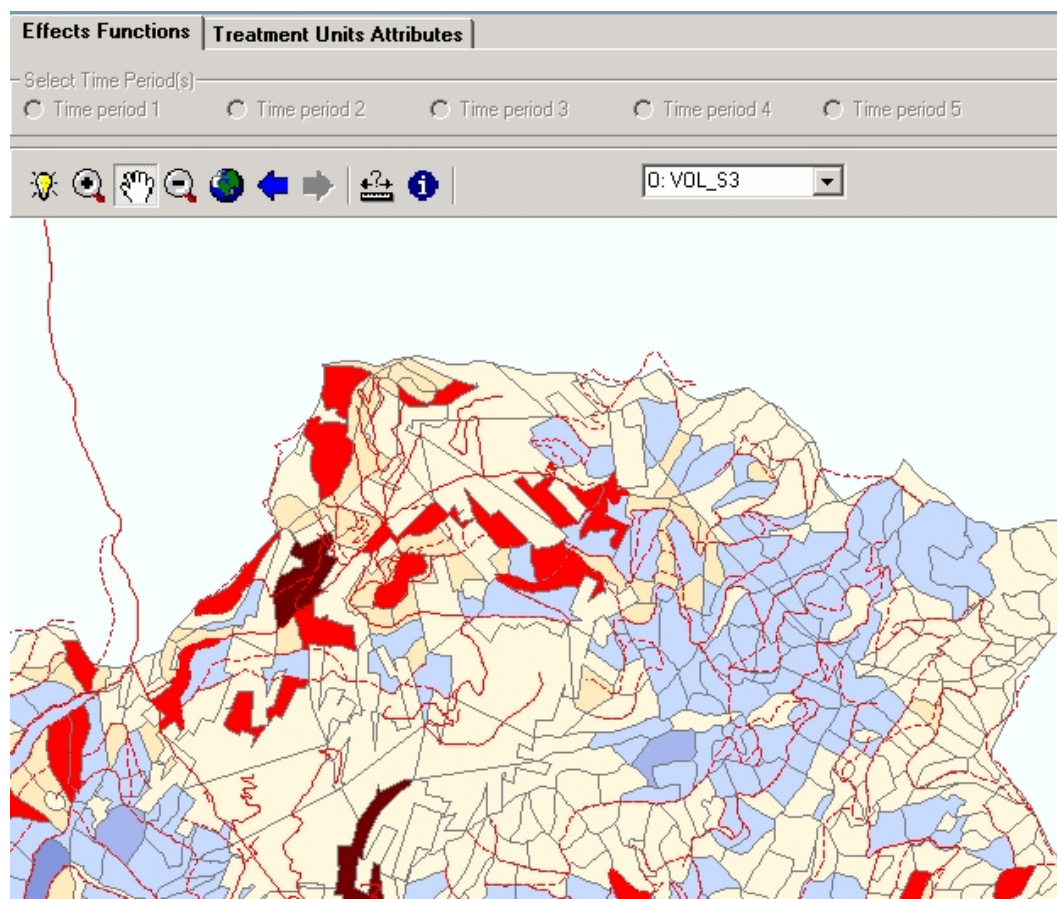 Effects Functions Treatment Units Attributes
Select Time Period(s)
Time period 1 Time period 2 Time period 3 Time period 4 Time period 5
0: VOL_S3